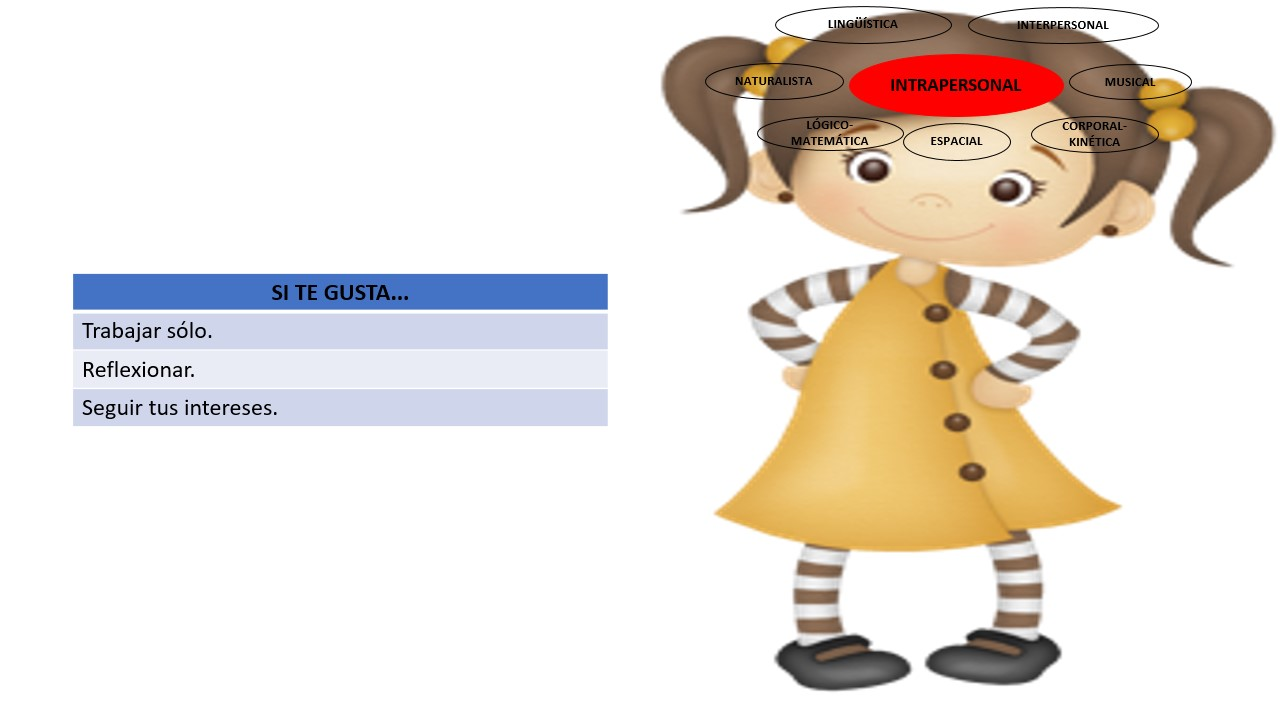 LINGÜÍSTICA
INTERPERSONAL
NATURALISTA
INTRAPERSONAL
MUSICAL
LÓGICO-
MATEMÁTICA
ESPACIAL
CORPORAL-
KINÉTICA
SI TE GUSTA...
Trabajar sólo.
Reflexionar.
Seguir tus intereses.